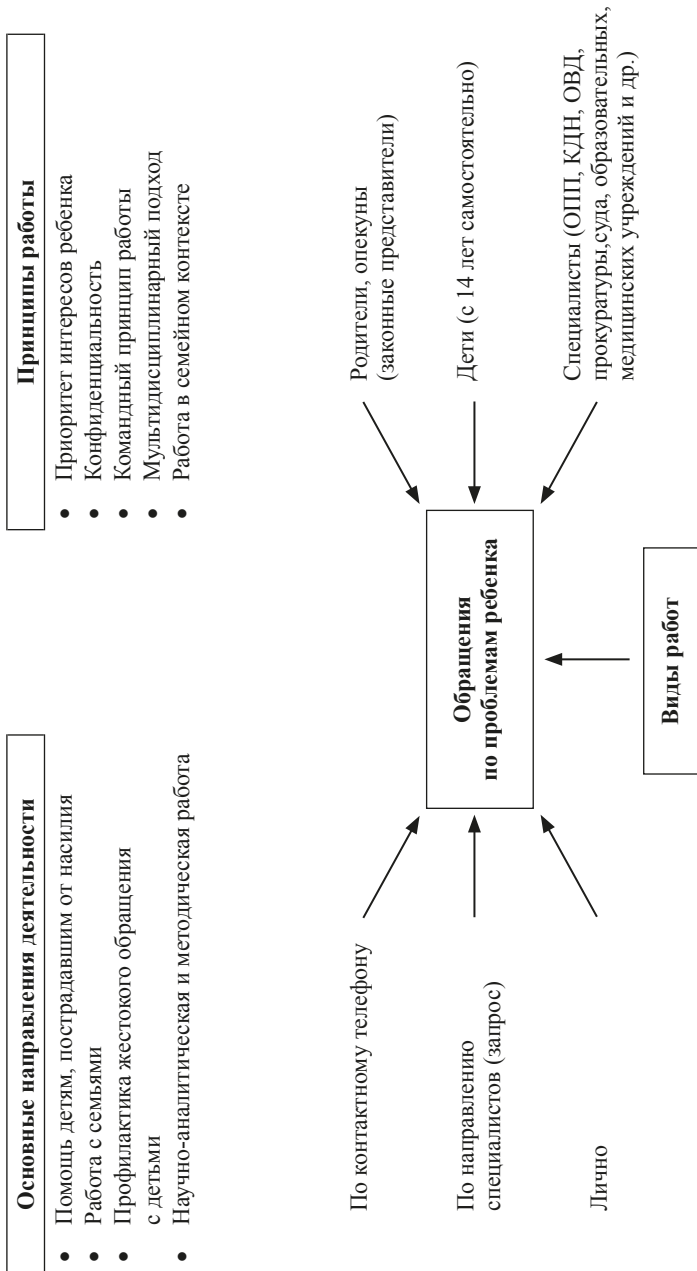 Основные направления деятельности
• Помощь детям, пострадавшим от насилия
• Работа с семьями
• Профилактика жестокого обращения
с детьми
• Научно-аналитическая и методическая работа
Принципы работы
• Приоритет интересов ребенка
• Конфиденциальность
• Командный принцип работы
• Мультидисциплинарный подход
• Работа в семейном контексте
По контактному телефону
По направлению
специалистов (запрос)
Лично
Обращения
по проблемам ребенка
Родители, опекуны
(законные представители)
Дети (с 14 лет самостоятельно)
Специалисты (ОПП, КДН, ОВД,
прокуратуры,суда, образовательных,
медицинских учреждений и др.)
Виды работ